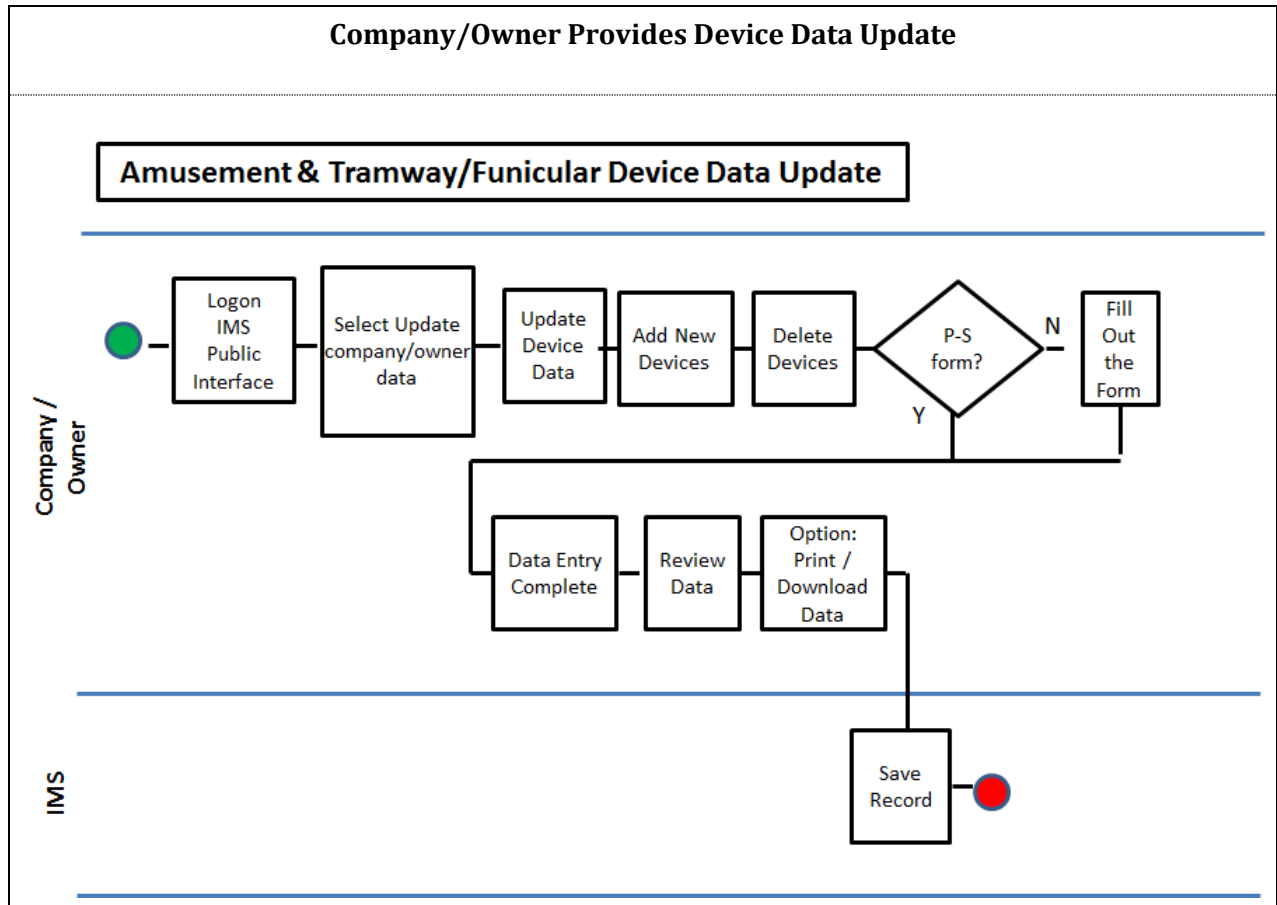 Company/Owner Provides Device Data Update
Amusement & Tramway/Funicular Device Data Update
Company /
Owner
Logon
IMS
Public
Interface
Select Update
company/owner
data
Update
Device
Data
Add New
Devices
Delete
Devices
P-S
form?
N
Y
Fill
Out
the
Form
Data Entry
Complete
Review
Data
Option:
Print /
Download
Data
IMS
Save
Record